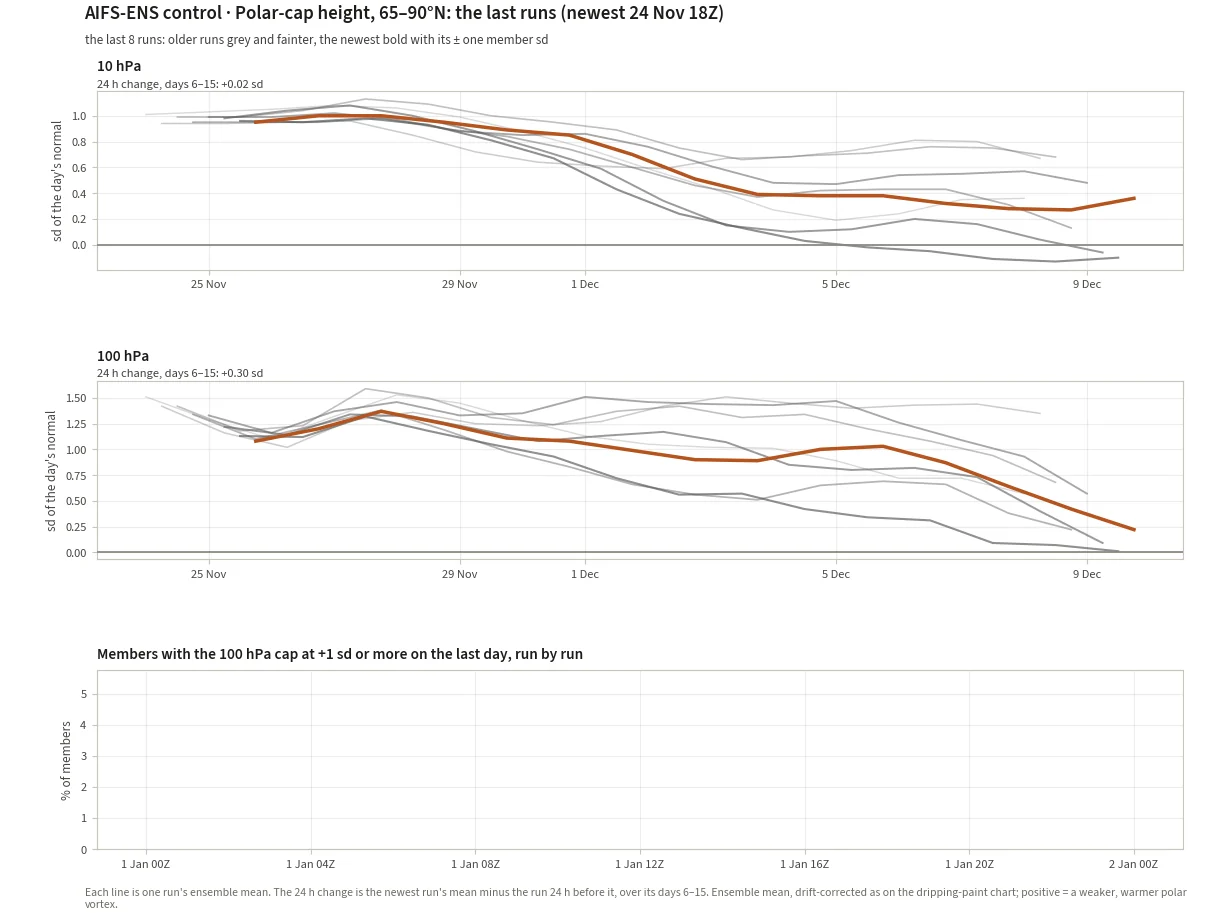 AIFS-ENS control · Polar-cap height, 65–90°N: the last runs (newest 24 Nov 18Z)
the last 8 runs: older runs grey and fainter, the newest bold with its ± one member sd
10 hPa
24 h change, days 6–15: +0.02 sd
sd of the day's normal
1.0
0.8
0.6
0.4
0.2
0.0
25 Nov
29 Nov
1 Dec
5 Dec
9 Dec
100 hPa
24 h change, days 6–15: +0.30 sd
sd of the day's normal
1.50
1.25
1.00
0.75
0.50
0.25
0.00
25 Nov
29 Nov
1 Dec
5 Dec
9 Dec
Members with the 100 hPa cap at +1 sd or more on the last day, run by run
% of members
5
4
3
2
1
0
1 Jan 00Z
1 Jan 04Z
1 Jan 08Z
1 Jan 12Z
1 Jan 16Z
1 Jan 20Z
2 Jan 00Z
Each line is one run's ensemble mean. The 24 h change is the newest run's mean minus the run 24 h before it, over its days 6–15. Ensemble mean, drift-corrected as on the dripping-paint chart; positive = a weaker, warmer polar
vortex.